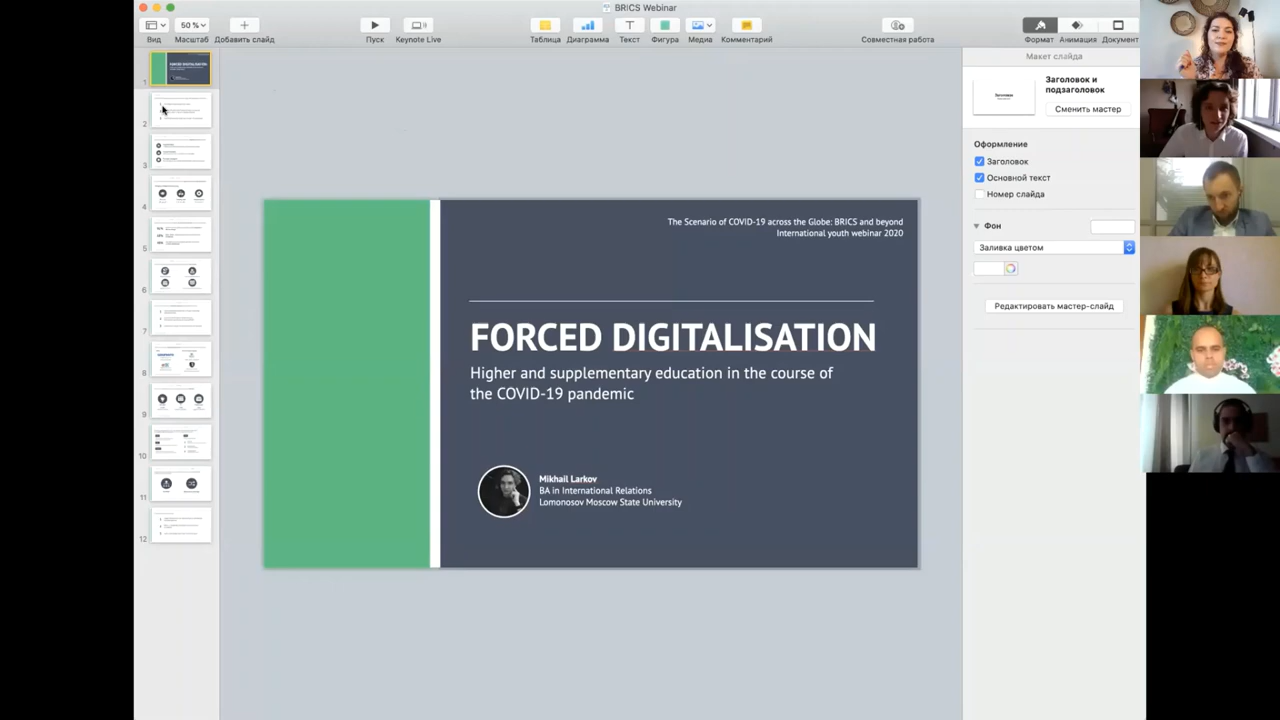 BRICS Webinar
50 %
Вид
Масштаб
Добавить слайд
Пуск
Keynote Live
Таблица
Диаграмма
Текст
Фигура
Медиа
Комментарий
Совместная работа
Формат
Анимация
Документ
1
2
3
4
5
6
7
8
9
10
11
12
The Scenario of COVID-19 across the Globe: BRICS and beyond
International youth webinar 2020
FORCED DIGITALISATION
Higher and supplementary education in the course of
the COVID-19 pandemic
Mikhail Larkov
BA in International Relations
Lomonosov Moscow State University
Макет слайда
Заголовок
Заголовок и
подзаголовок
Сменить мастер
Оформление
Заголовок
Основной текст
Номер слайда
Фон
Заливка цветом
Редактировать мастер-слайд